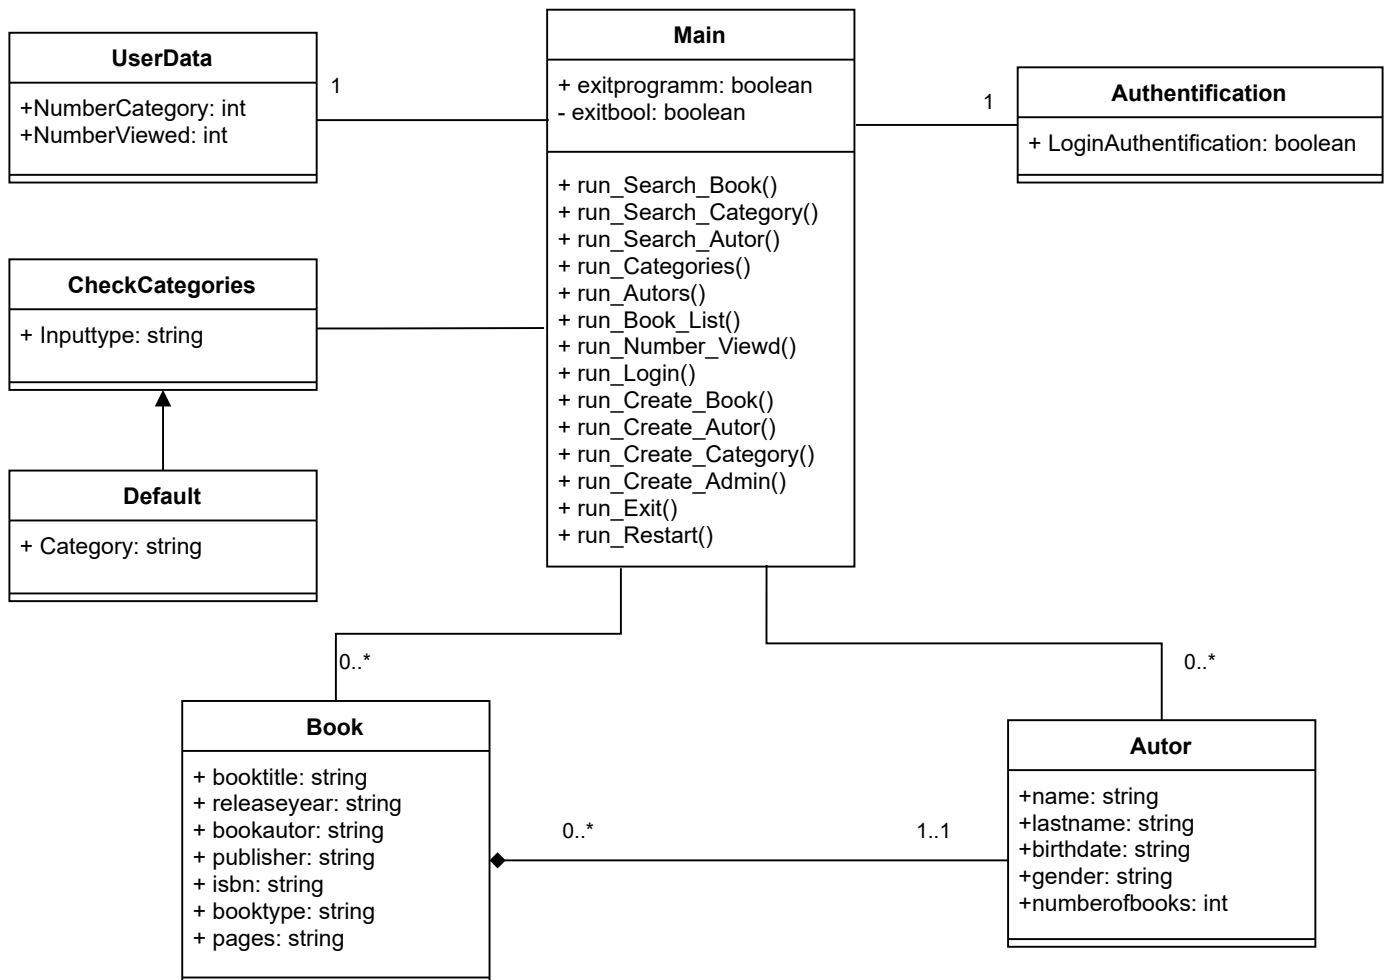 UserData
+NumberCategory: int
+NumberViewed: int
1
Main
+ exitprogramm: boolean
- exitbool: boolean
+ run_Search_Book()
+ run_Search_Category()
+ run_Search_Autor()
+ run_Categories()
+ run_Autors()
+ run_Book_List()
+ run_Number_Viewd()
+ run_Login()
+ run_Create_Book()
+ run_Create_Autor()
+ run_Create_Category()
+ run_Create_Admin()
+ run_Exit()
+ run_Restart()
1
Authentification
+ LoginAuthentification: boolean
CheckCategories
+ Inputtype: string
Default
+ Category: string
0..*
0..*
Book
+ booktitle: string
+ releaseyear: string
+ bookautor: string
+ publisher: string
+ isbn: string
+ booktype: string
+ pages: string
0..*
1..1
Autor
+name: string
+lastname: string
+birthdate: string
+gender: string
+numberofbooks: int